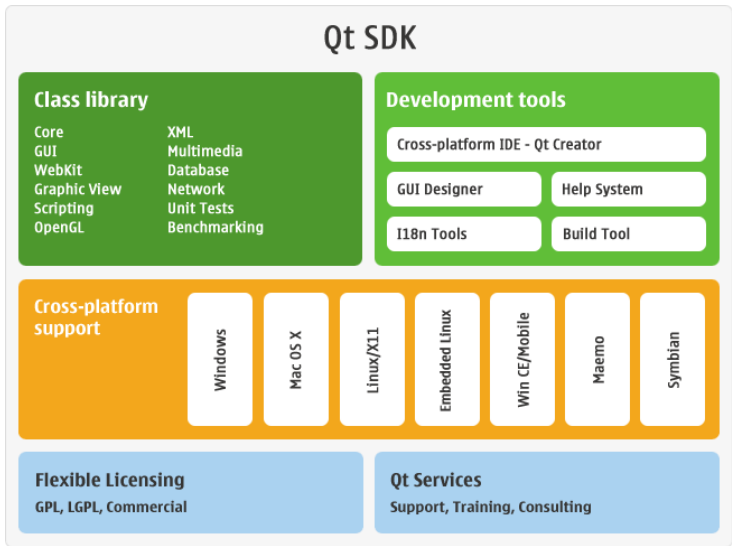 Qt SDK
Class library
Core
GUI
WebKit
Graphic View
Scripting
OpenGL
XML
Multimedia
Database
Network
Unit Tests
Benchmarking
Development tools
Cross-platform IDE - Qt Creator
GUI Designer
Help System
I18n Tools
Build Tool
Cross-platform
support
Windows
Mac OS X
Linux/X11
Embedded Linux
Win CE/Mobile
Maemo
Symbian
Flexible Licensing
GPL, LGPL, Commercial
Qt Services
Support, Training, Consulting